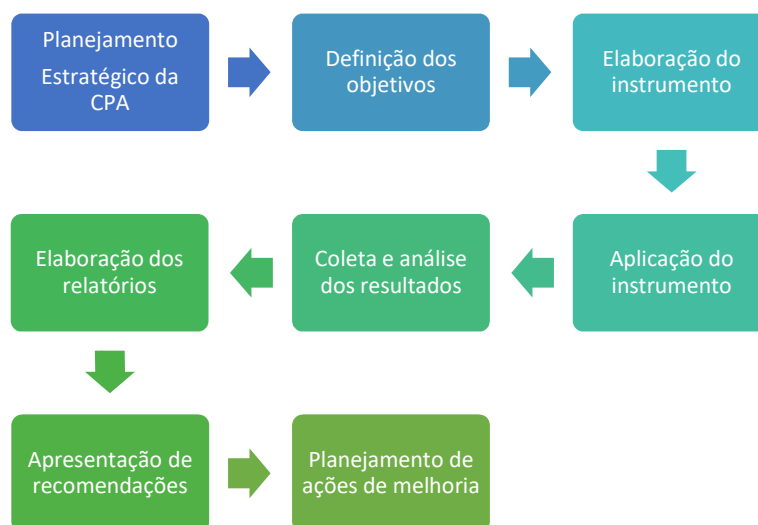 Planejamento
Estratégico da
CPA
Definição dos
objetivos
Elaboração do
instrumento
Aplicação do
instrumento
Coleta e análise
dos resultados
Elaboração dos
relatórios
Apresentação de
recomendações
Planejamento de
ações de melhoria